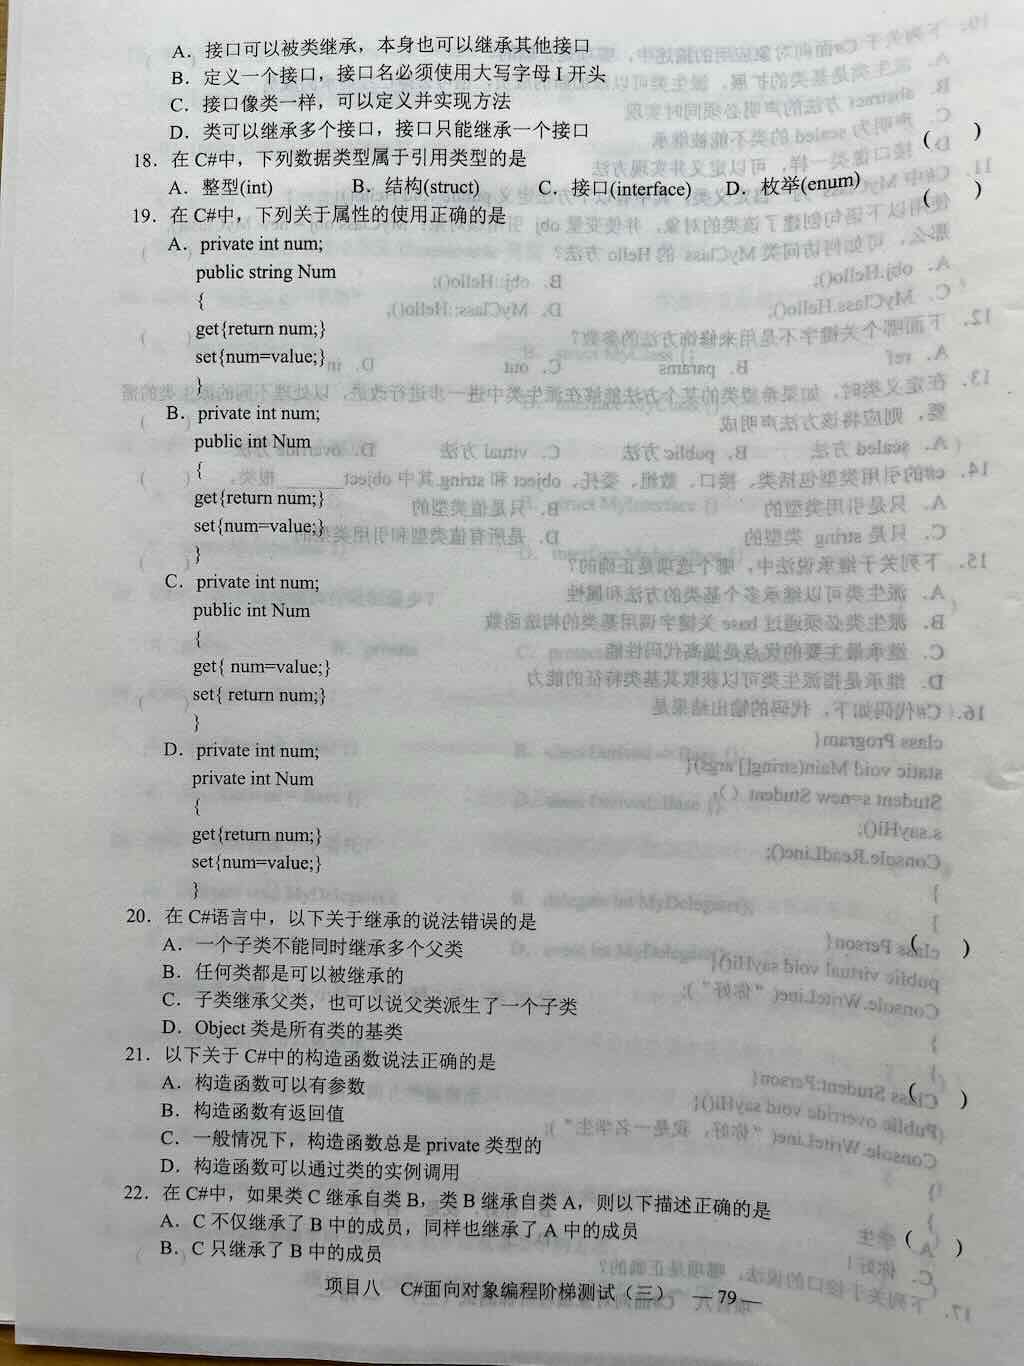 A．接口可以被类继承，本身也可以继承其他接口
B．定义一个接口，接口名必须使用大写字母 I 开头
C．接口像类一样，可以定义并实现方法
D．类可以继承多个接口，接口只能继承一个接口
18．在 C#中，下列数据类型属于引用类型的是 （ ）
A．整型(int) B．结构(struct) C．接口(interface) D．枚举(enum)
19．在 C#中，下列关于属性的使用正确的是 （ ）
A．private int num;
public string Num
{
get{return num;}
set{num=value;}
}
B．private int num;
public int Num
{
get{return num;}
set{num=value;}
}
C．private int num;
public int Num
{
get{ num=value;}
set{ return num;}
}
D．private int num;
private int Num
{
get{return num;}
set{num=value;}
}
20．在 C#语言中，以下关于继承的说法错误的是 （ ）
A．一个子类不能同时继承多个父类
B．任何类都是可以被继承的
C．子类继承父类，也可以说父类派生了一个子类
D．Object 类是所有类的基类
21．以下关于 C#中的构造函数说法正确的是 （ ）
A．构造函数可以有参数
B．构造函数有返回值
C．一般情况下，构造函数总是 private 类型的
D．构造函数可以通过类的实例调用
22．在 C#中，如果类 C 继承自类 B，类 B 继承自类 A，则以下描述正确的是 （ ）
A．C 不仅继承了 B 中的成员，同样也继承了 A 中的成员
B．C 只继承了 B 中的成员
项目八 C#面向对象编程阶梯测试（三） — 79 —